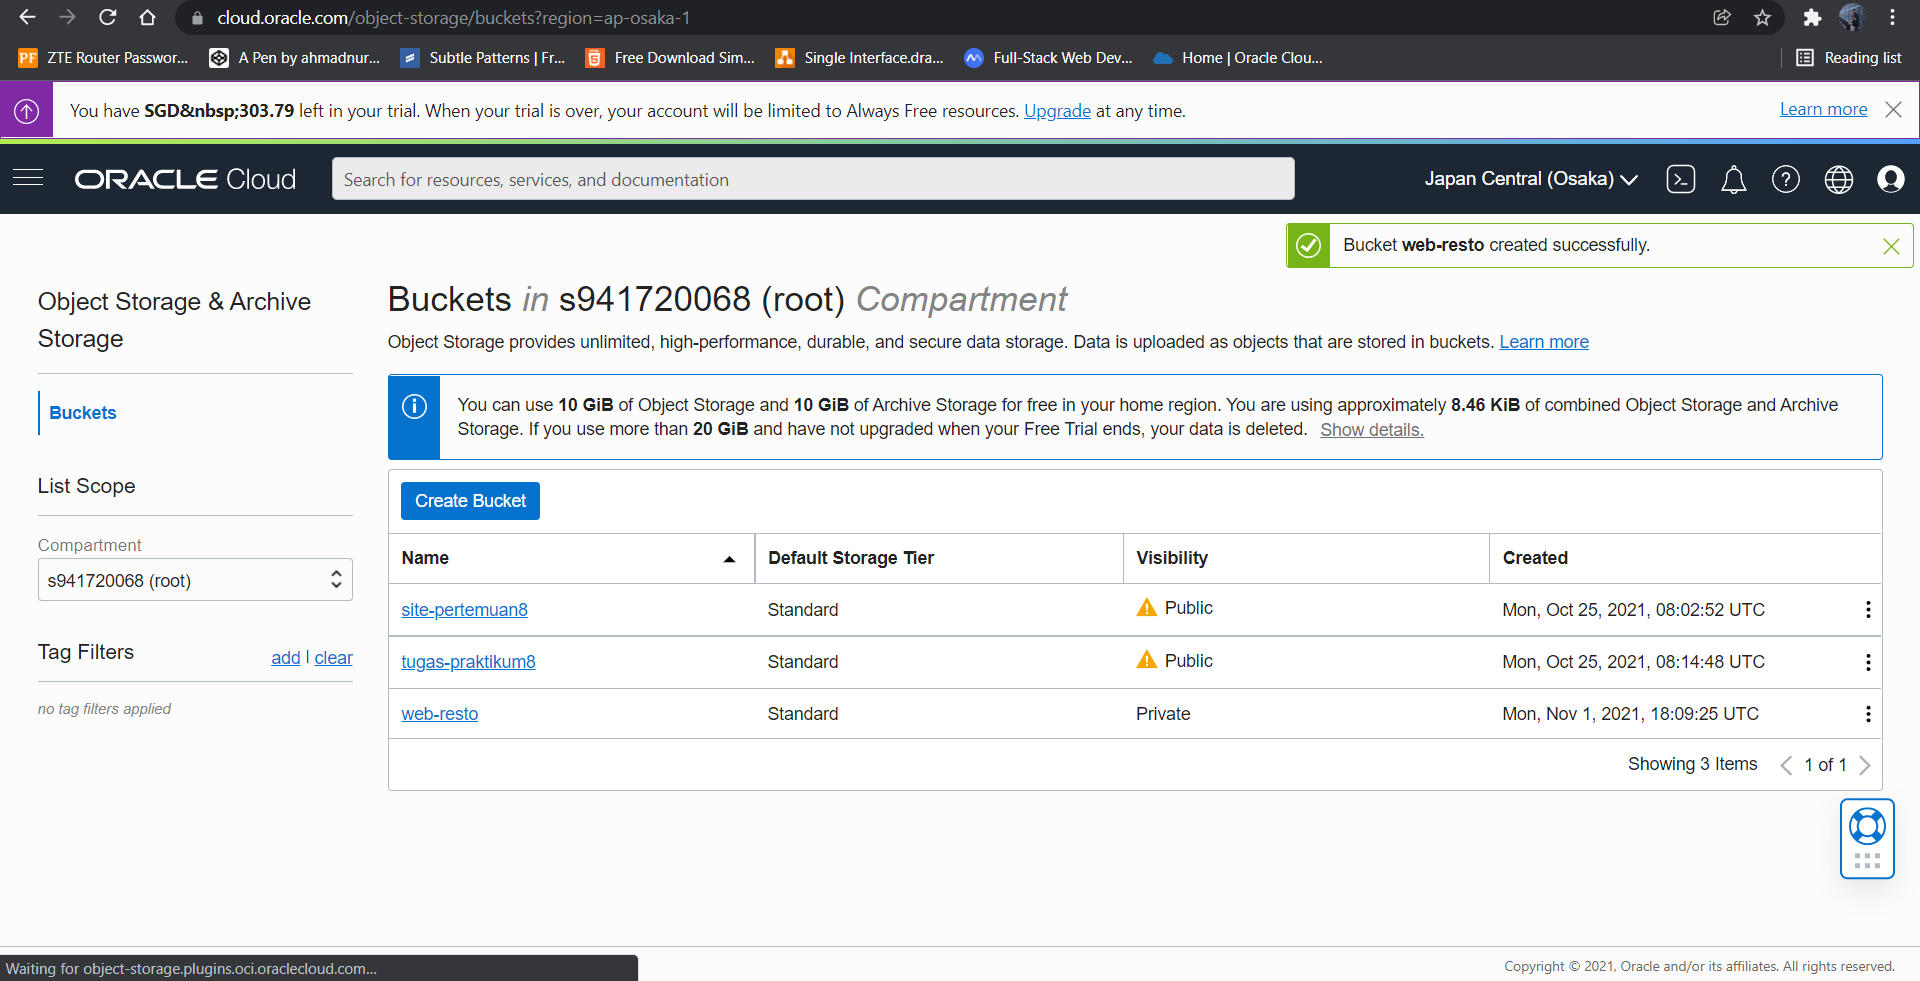 cloud.oracle.com/object-storage/buckets?region=ap-osaka-1
PF ZTE Router Passwor... A Pen by ahmadnur... Subtle Patterns | Fr... Free Download Sim... Single Interface.dra... Full-Stack Web Dev... Home | Oracle Clou... Reading list
You have SGD&nbsp;303.79 left in your trial. When your trial is over, your account will be limited to Always Free resources. Upgrade at any time. Learn more
ORACLE Cloud Search for resources, services, and documentation Japan Central (Osaka)
Bucket web-resto created successfully.
Object Storage & Archive
Storage
Buckets
List Scope
Compartment
s941720068 (root)
Tag Filters add | clear
no tag filters applied
Buckets in s941720068 (root) Compartment
Object Storage provides unlimited, high-performance, durable, and secure data storage. Data is uploaded as objects that are stored in buckets. Learn more
You can use 10 GiB of Object Storage and 10 GiB of Archive Storage for free in your home region. You are using approximately 8.46 KiB of combined Object Storage and Archive
Storage. If you use more than 20 GiB and have not upgraded when your Free Trial ends, your data is deleted. Show details.
Create Bucket
Name Default Storage Tier Visibility Created
site-pertemuan8 Standard Public Mon, Oct 25, 2021, 08:02:52 UTC
tugas-praktikum8 Standard Public Mon, Oct 25, 2021, 08:14:48 UTC
web-resto Standard Private Mon, Nov 1, 2021, 18:09:25 UTC
Showing 3 Items 1 of 1
Waiting for object-storage.plugins.oci.oraclecloud.com...
Copyright © 2021, Oracle and/or its affiliates. All rights reserved.